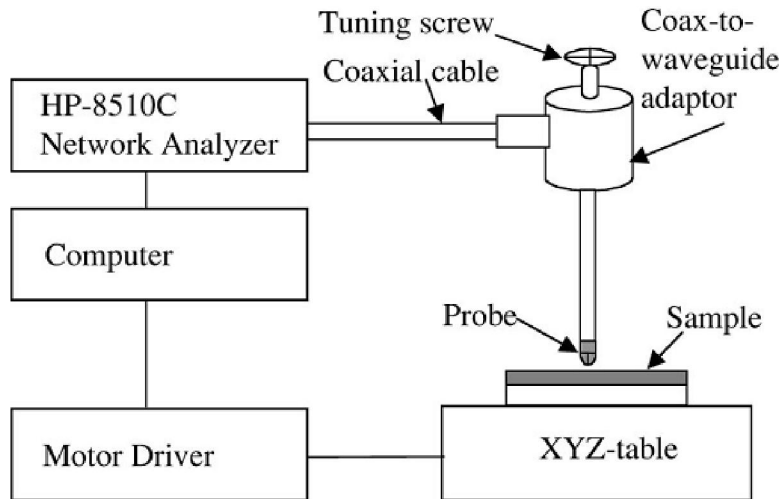 Tuning screw
Coaxial cable
Coax-to-
waveguide
adaptor
HP-8510C
Network Analyzer
Computer
Probe
Sample
Motor Driver
XYZ-table